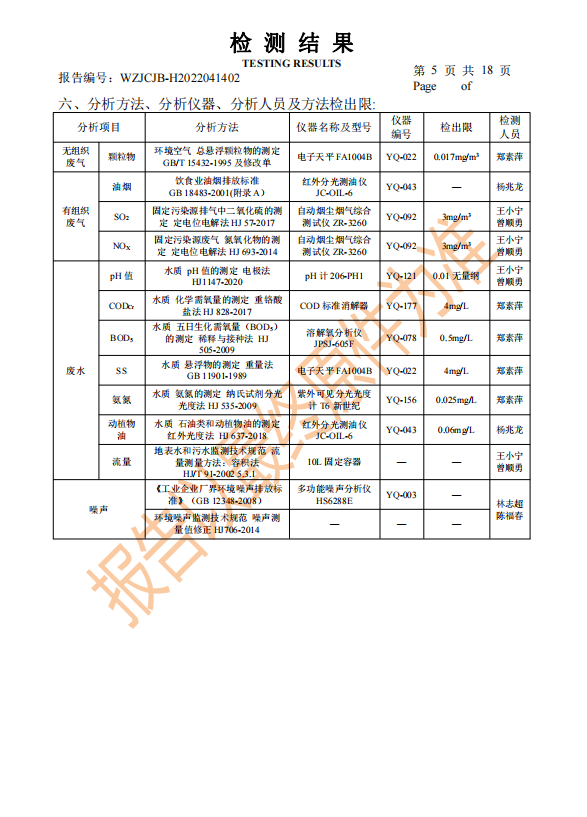 检 测 结 果
TESTING RESULTS
报告编号：WZJCJB-H2022041402
第 5 页 共 18 页
Page of
六、分析方法、分析仪器、分析人员及方法检出限:
分析项目 分析方法 仪器名称及型号 仪器编号 检出限 检测人员
无组织废气 颗粒物 环境空气 总悬浮颗粒物的测定 GB/T 15432-1995 及修改单 电子天平 FA1004B YQ-022 0.017mg/m³ 郑素萍
有组织废气 油烟 饮食业油烟排放标准 GB 18483-2001(附录 A） 红外分光测油仪 JC-OIL-6 YQ-043 — 杨兆龙
SO₂ 固定污染源排气中二氧化硫的测定 定电位电解法 HJ 57-2017 自动烟尘烟气综合测试仪 ZR-3260 YQ-092 3mg/m³ 王小宁 曾顺勇
NOX 固定污染源废气 氮氧化物的测定 定电位电解法 HJ 693-2014 自动烟尘烟气综合测试仪 ZR-3260 YQ-092 3mg/m³ 王小宁 曾顺勇
废水 pH 值 水质 pH 值的测定 电极法 HJ1147-2020 pH 计 206-PH1 YQ-121 0.01 无量纲 王小宁 曾顺勇
CODcr 水质 化学需氧量的测定 重铬酸盐法 HJ 828-2017 COD 标准消解器 YQ-177 4mg/L 郑素萍
BOD₅ 水质 五日生化需氧量（BOD₅）的测定 稀释与接种法 HJ 505-2009 溶解氧分析仪 JPSJ-605F YQ-078 0.5mg/L 郑素萍
SS 水质 悬浮物的测定 重量法 GB 11901-1989 电子天平 FA1004B YQ-022 4mg/L 郑素萍
氨氮 水质 氨氮的测定 纳氏试剂分光光度法 HJ 535-2009 紫外可见分光光度计 T6 新世纪 YQ-156 0.025mg/L 郑素萍
动植物油 水质 石油类和动植物油的测定 红外光度法 HJ 637-2018 红外分光测油仪 JC-OIL-6 YQ-043 0.06mg/L 杨兆龙
流量 地表水和污水监测技术规范 流量测量方法：容积法 HJ/T 91-2002 5.3.1 10L 固定容器 — — 王小宁 曾顺勇
噪声 《工业企业厂界环境噪声排放标准》（GB 12348-2008） 多功能噪声分析仪 HS6288E YQ-003 — 林志超 陈福春
环境噪声监测技术规范 噪声测量值修正 HJ706-2014 — — —
报告以最终原件为准